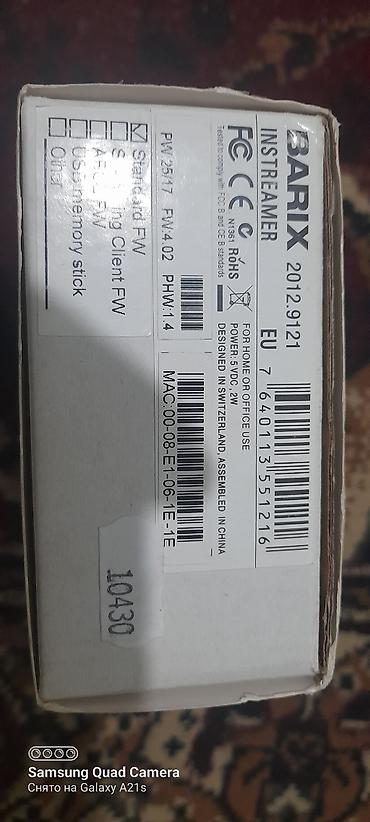 BARIX 2012.9121
INSTREAMER EU
7 640113 551216
FC CE N1361 RoHS
Tested to comply with FCC B and CE B standards
FOR HOME OR OFFICE USE
POWER: 5 VDC, 2W
DESIGNED IN SWITZERLAND, ASSEMBLED IN CHINA
PW:25/17 FW:4.02 PHW:1.4
MAC:00-08-E1-06-1E-1E
Standard FW
Client FW
FW
USB memory stick
Other
10430
Samsung Quad Camera
Снято на Galaxy A21s